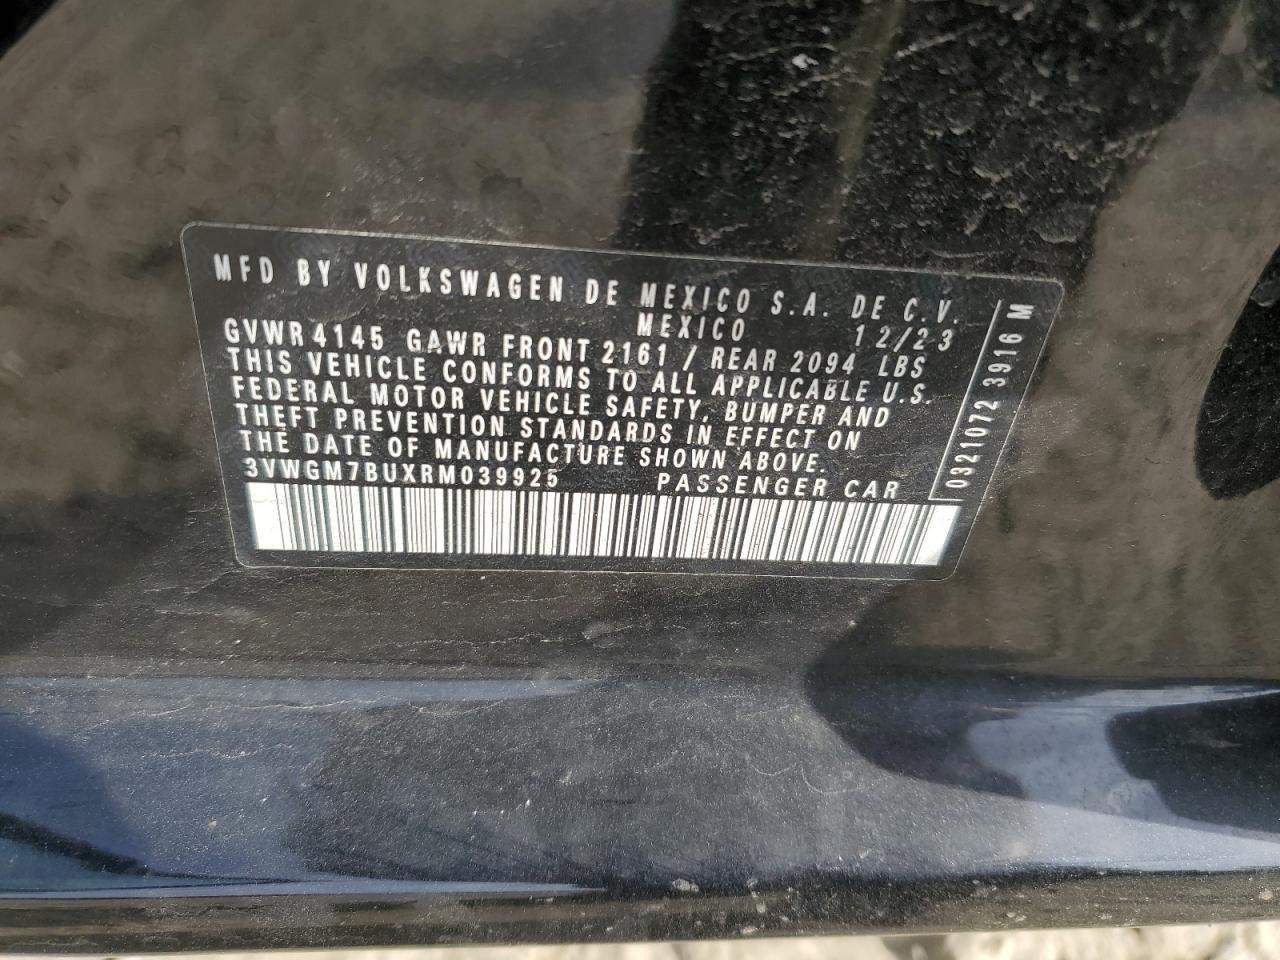 MFD BY VOLKSWAGEN DE MEXICO S.A. DE C.V.
MEXICO 12/23
GVWR 4145 GAWR FRONT 2161 / REAR 2094 LBS
THIS VEHICLE CONFORMS TO ALL APPLICABLE U.S.
FEDERAL MOTOR VEHICLE SAFETY, BUMPER AND
THEFT PREVENTION STANDARDS IN EFFECT ON
THE DATE OF MANUFACTURE SHOWN ABOVE.
3VWGM7BUXRM039925 PASSENGER CAR
0321072 3916 M